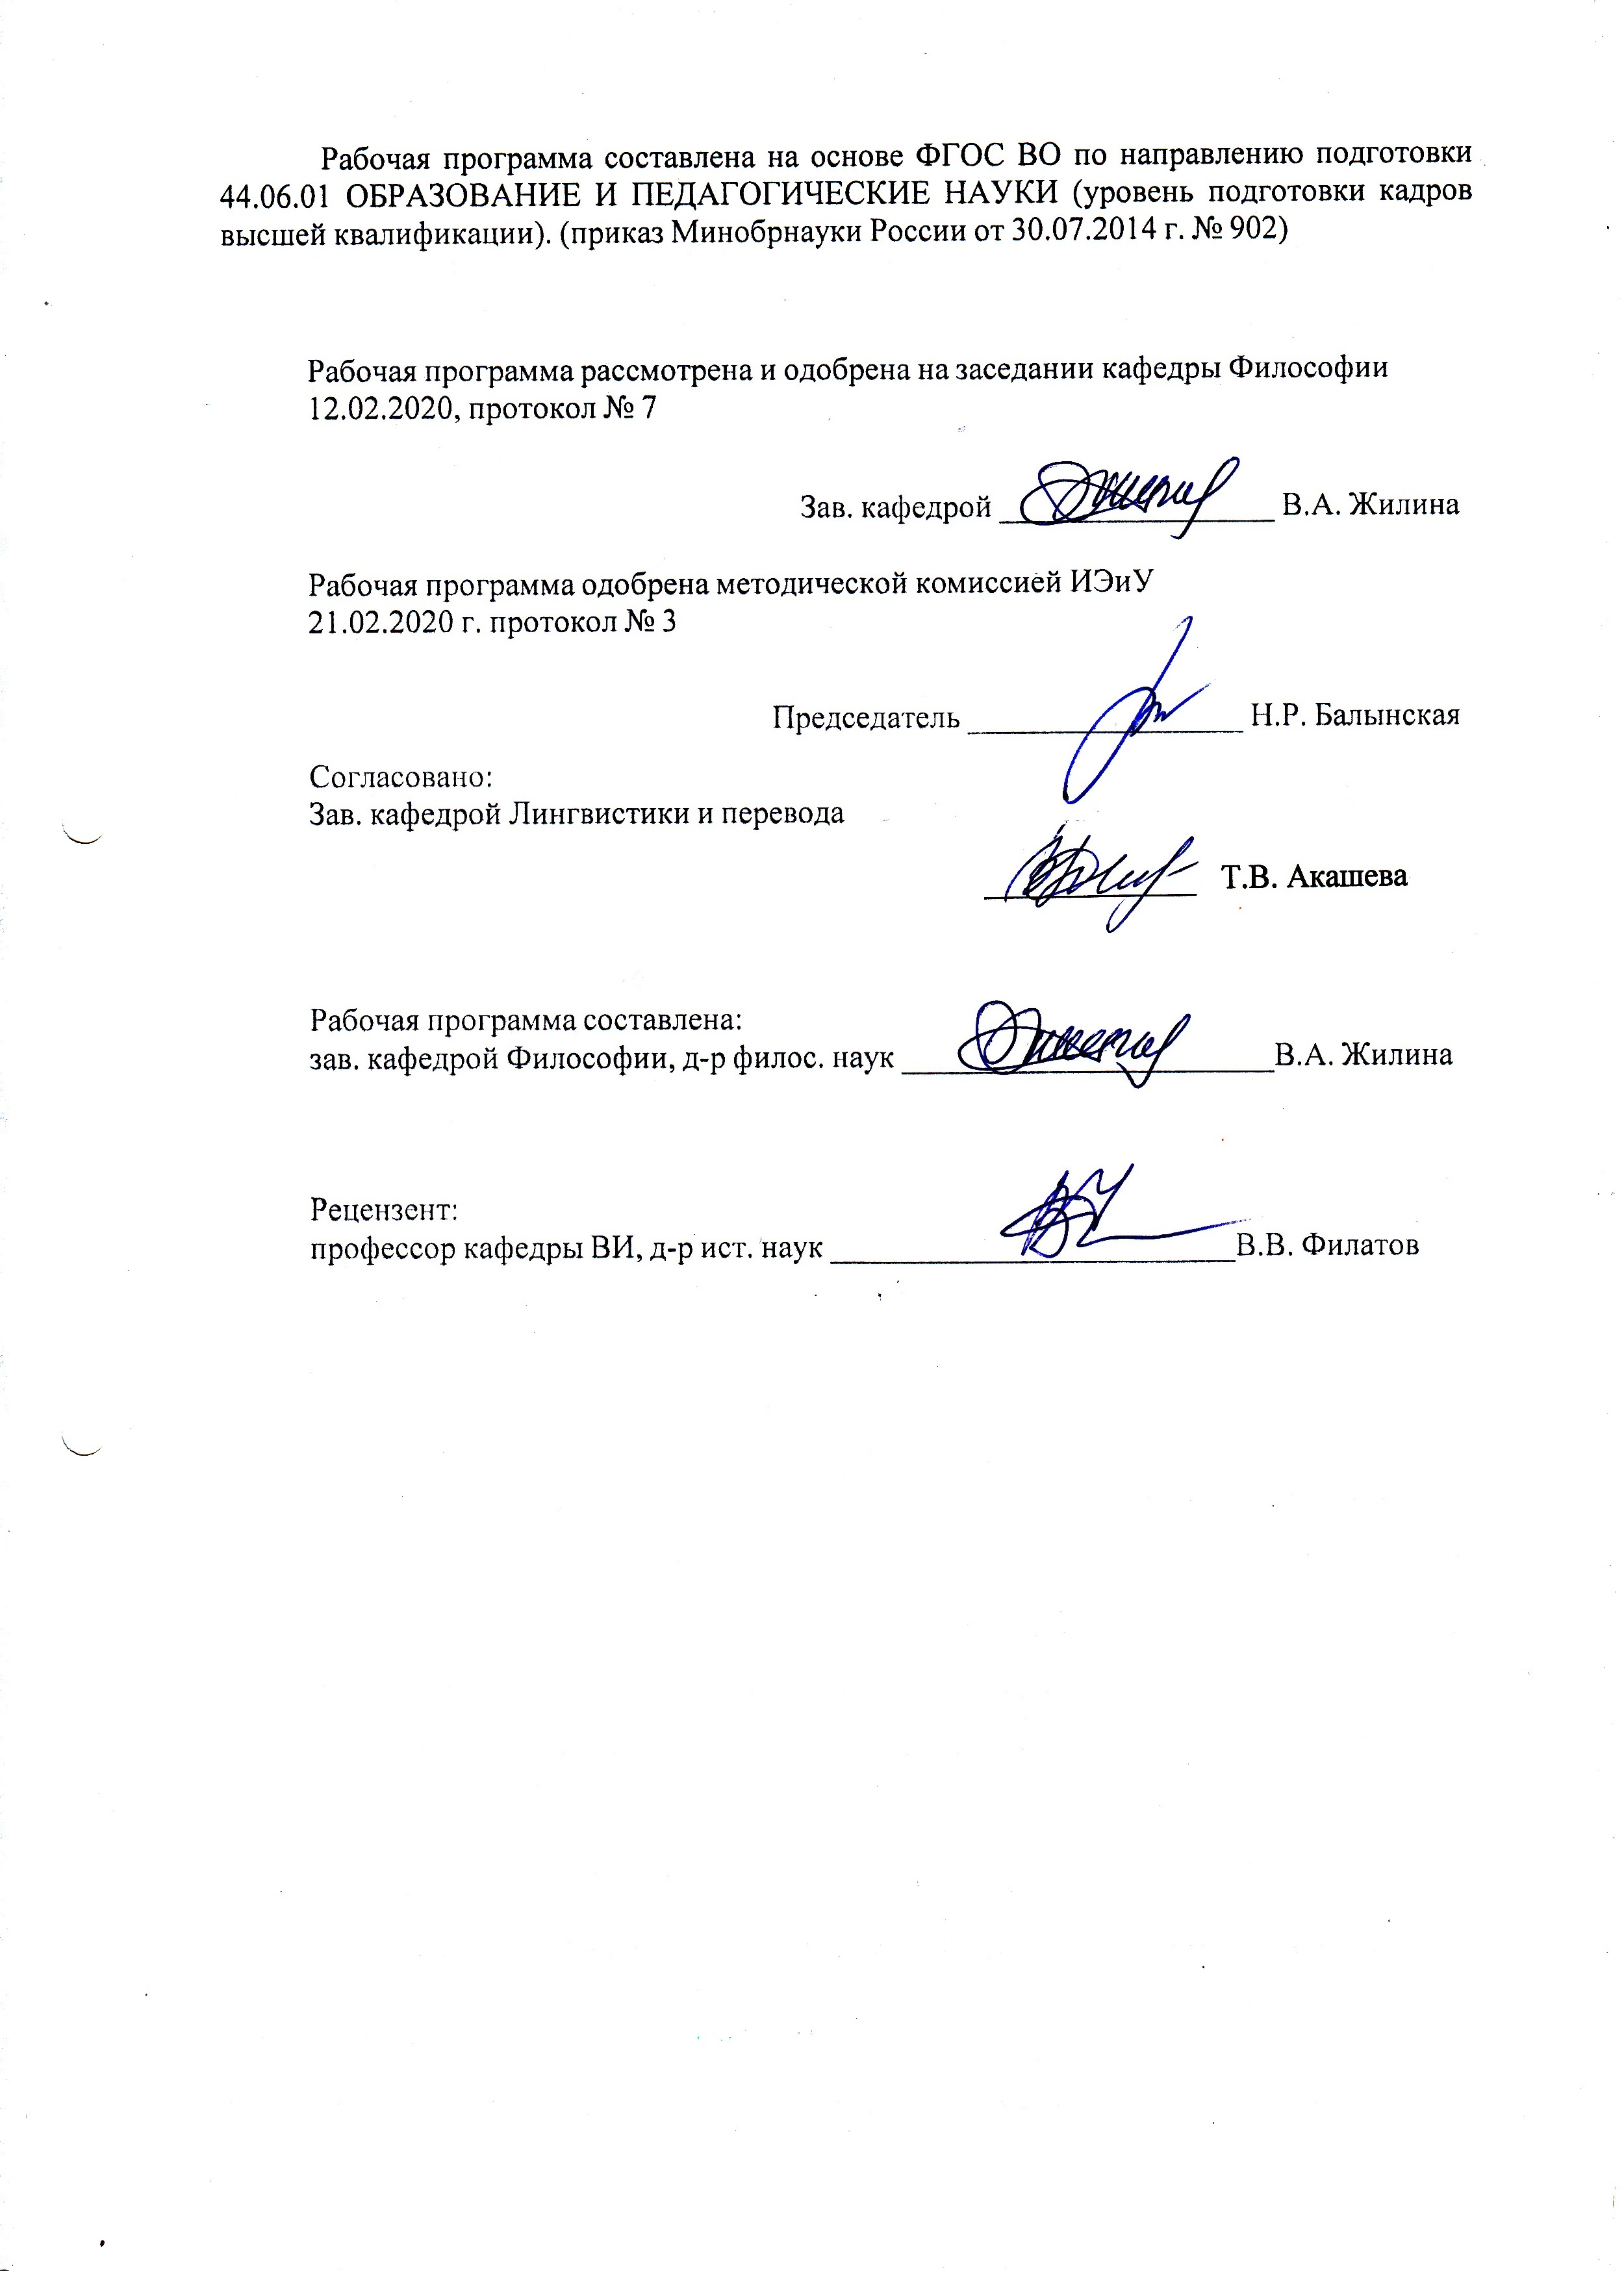 Рабочая программа составлена на основе ФГОС ВО по направлению подготовки
44.06.01 ОБРАЗОВАНИЕ И ПЕДАГОГИЧЕСКИЕ НАУКИ (уровень подготовки кадров
высшей квалификации). (приказ Минобрнауки России от 30.07.2014 г. № 902)
Рабочая программа рассмотрена и одобрена на заседании кафедры Философии
12.02.2020, протокол № 7
Зав. кафедрой В.А. Жилина
Рабочая программа одобрена методической комиссией ИЭиУ
21.02.2020 г. протокол № 3
Председатель Н.Р. Балынская
Согласовано:
Зав. кафедрой Лингвистики и перевода
Т.В. Акашева
Рабочая программа составлена:
зав. кафедрой Философии, д-р филос. наук В.А. Жилина
Рецензент:
профессор кафедры ВИ, д-р ист. наук В.В. Филатов